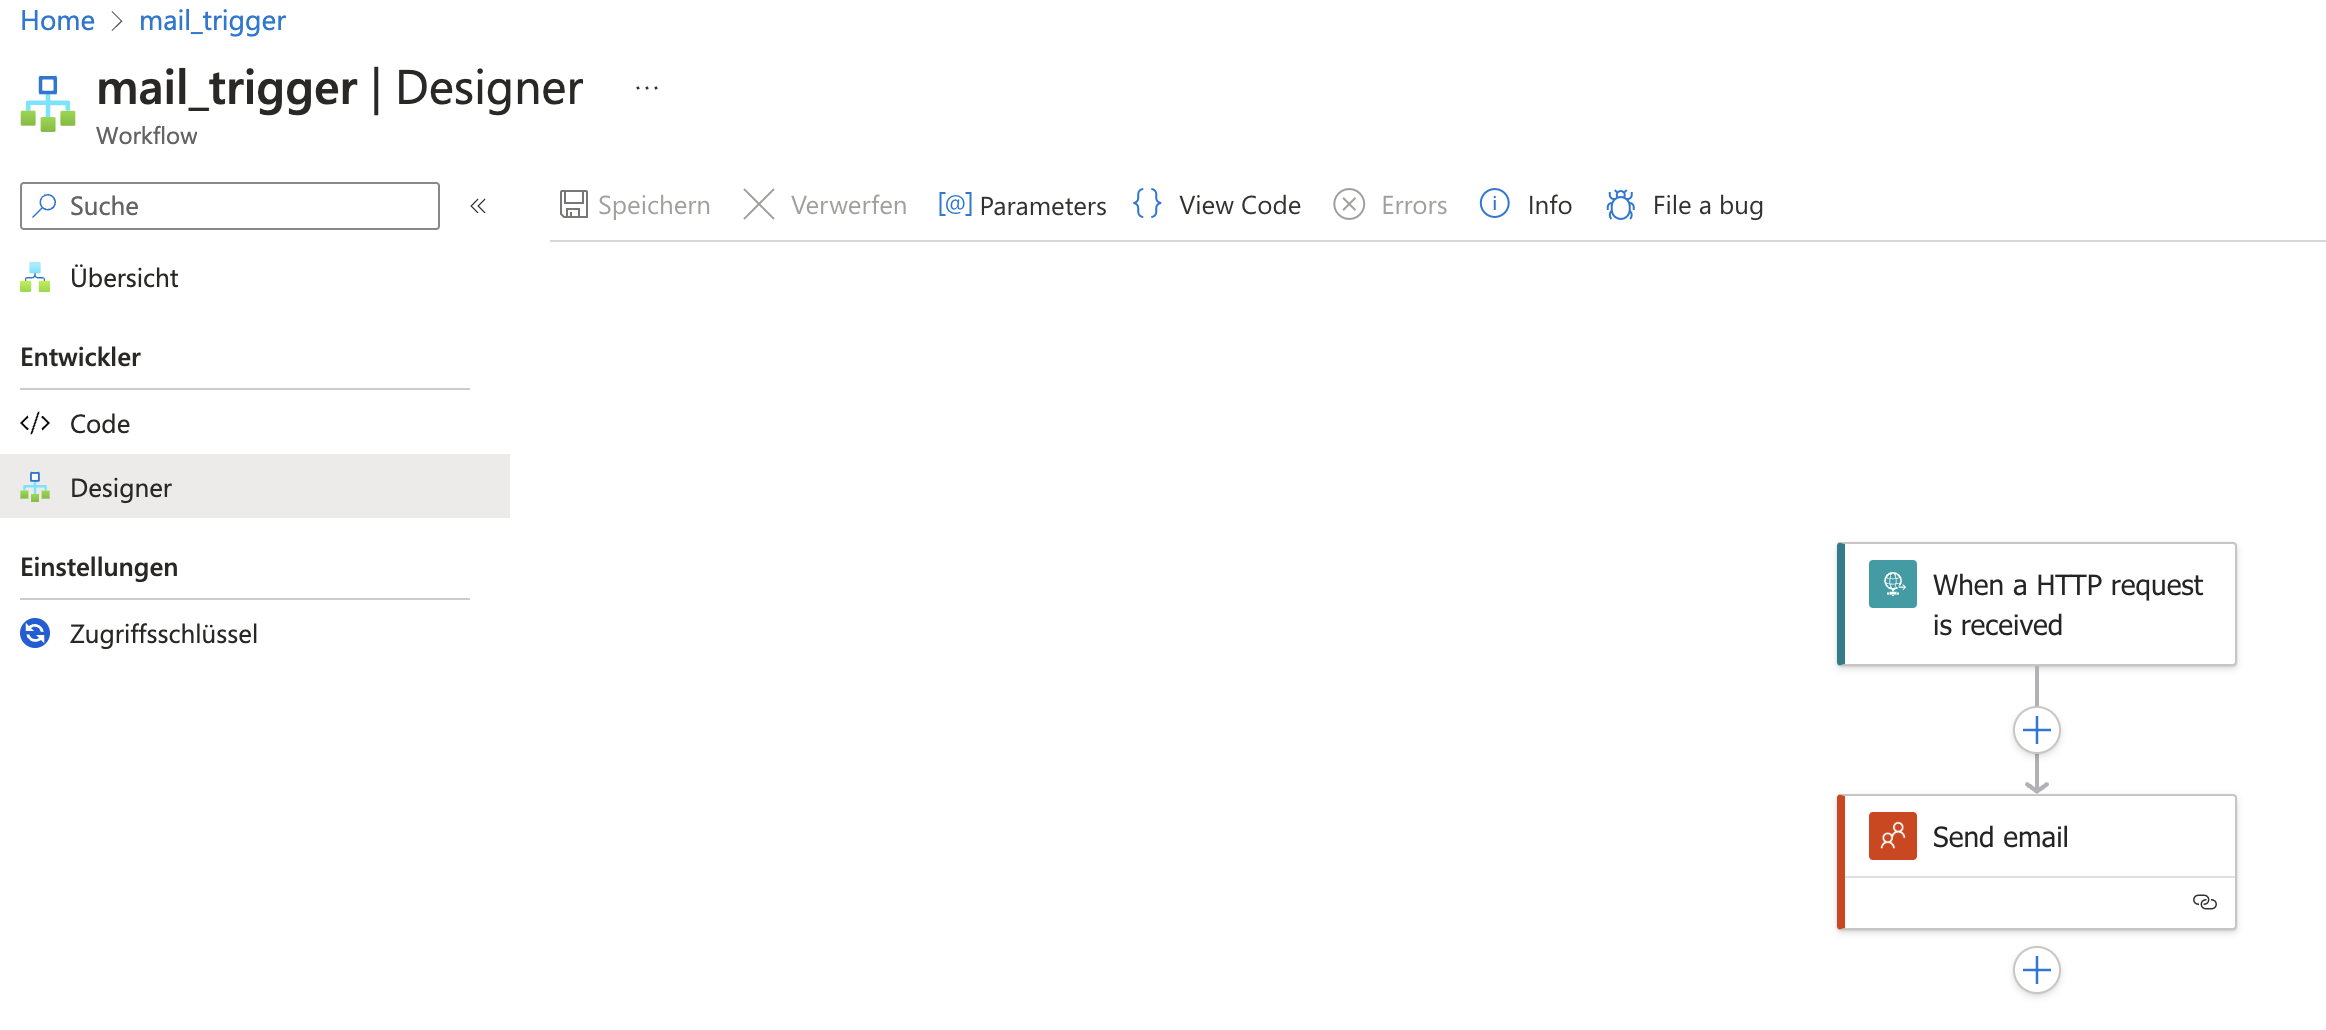 Home > mail_trigger
mail_trigger | Designer ...
Workflow
Suche «
Speichern Verwerfen [@] Parameters {} View Code Errors Info File a bug
Übersicht
Entwickler
</> Code
Designer
Einstellungen
Zugriffsschlüssel
When a HTTP request
is received
Send email